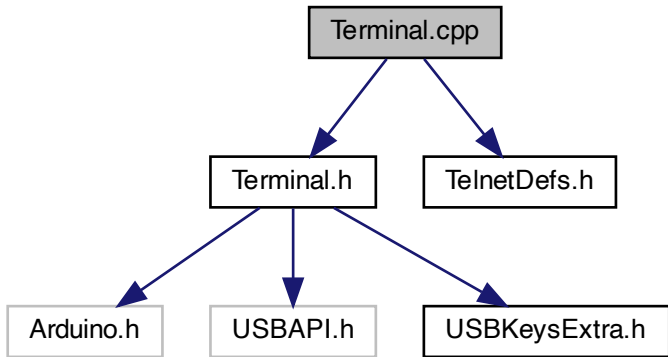 Terminal.cpp
Terminal.h
TelnetDefs.h
Arduino.h
USBAPI.h
USBKeysExtra.h